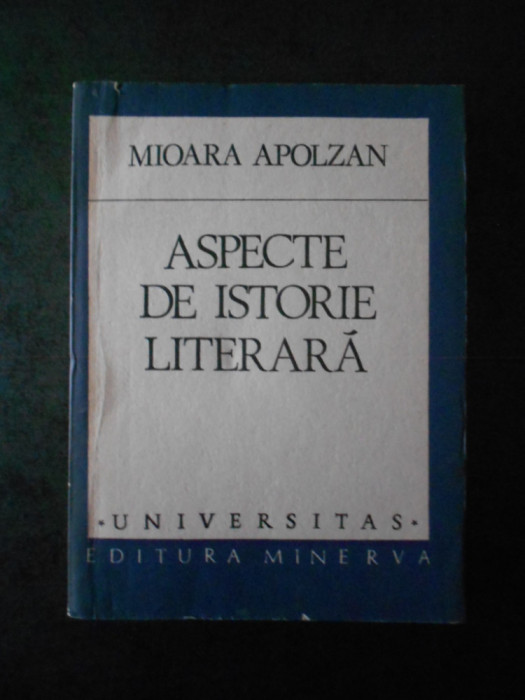 MIOARA APOLZAN
ASPECTE
DE ISTORIE
LITERARĂ
• UNIVERSITAS •
EDITURA MINERVA